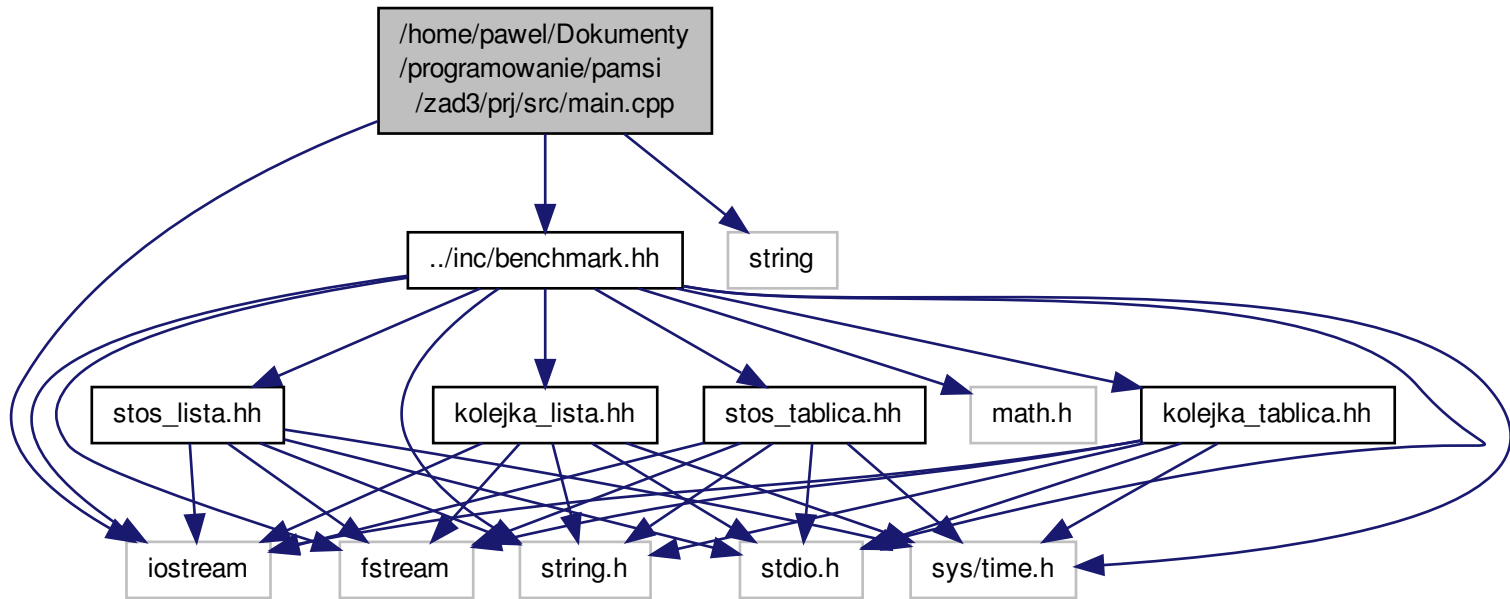 /home/pawel/Dokumenty
/programowanie/pamsi
/zad3/prj/src/main.cpp
../inc/benchmark.hh
string
stos_lista.hh
kolejka_lista.hh
stos_tablica.hh
math.h
kolejka_tablica.hh
iostream
fstream
string.h
stdio.h
sys/time.h